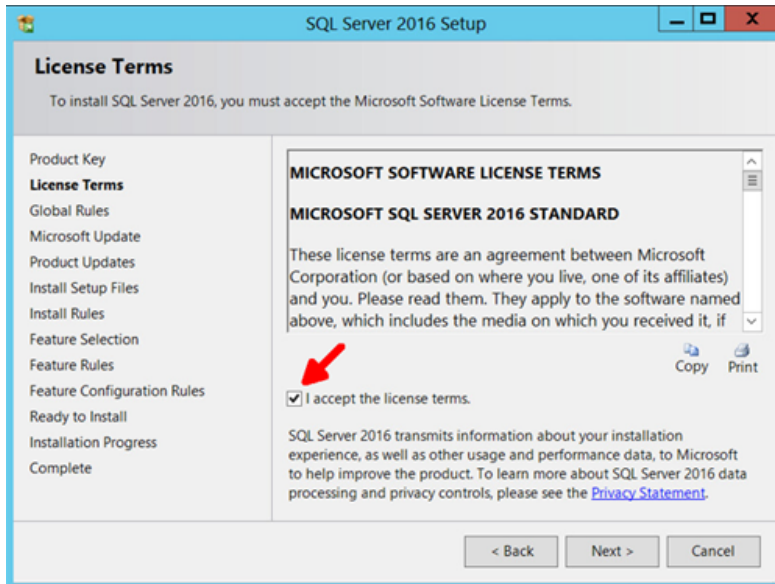 SQL Server 2016 Setup
License Terms
To install SQL Server 2016, you must accept the Microsoft Software License Terms.
Product Key
License Terms
Global Rules
Microsoft Update
Product Updates
Install Setup Files
Install Rules
Feature Selection
Feature Rules
Feature Configuration Rules
Ready to Install
Installation Progress
Complete
MICROSOFT SOFTWARE LICENSE TERMS
MICROSOFT SQL SERVER 2016 STANDARD
These license terms are an agreement between Microsoft
Corporation (or based on where you live, one of its affiliates)
and you. Please read them. They apply to the software named
above, which includes the media on which you received it, if
Copy Print
I accept the license terms.
SQL Server 2016 transmits information about your installation
experience, as well as other usage and performance data, to Microsoft
to help improve the product. To learn more about SQL Server 2016 data
processing and privacy controls, please see the Privacy Statement.
< Back Next > Cancel